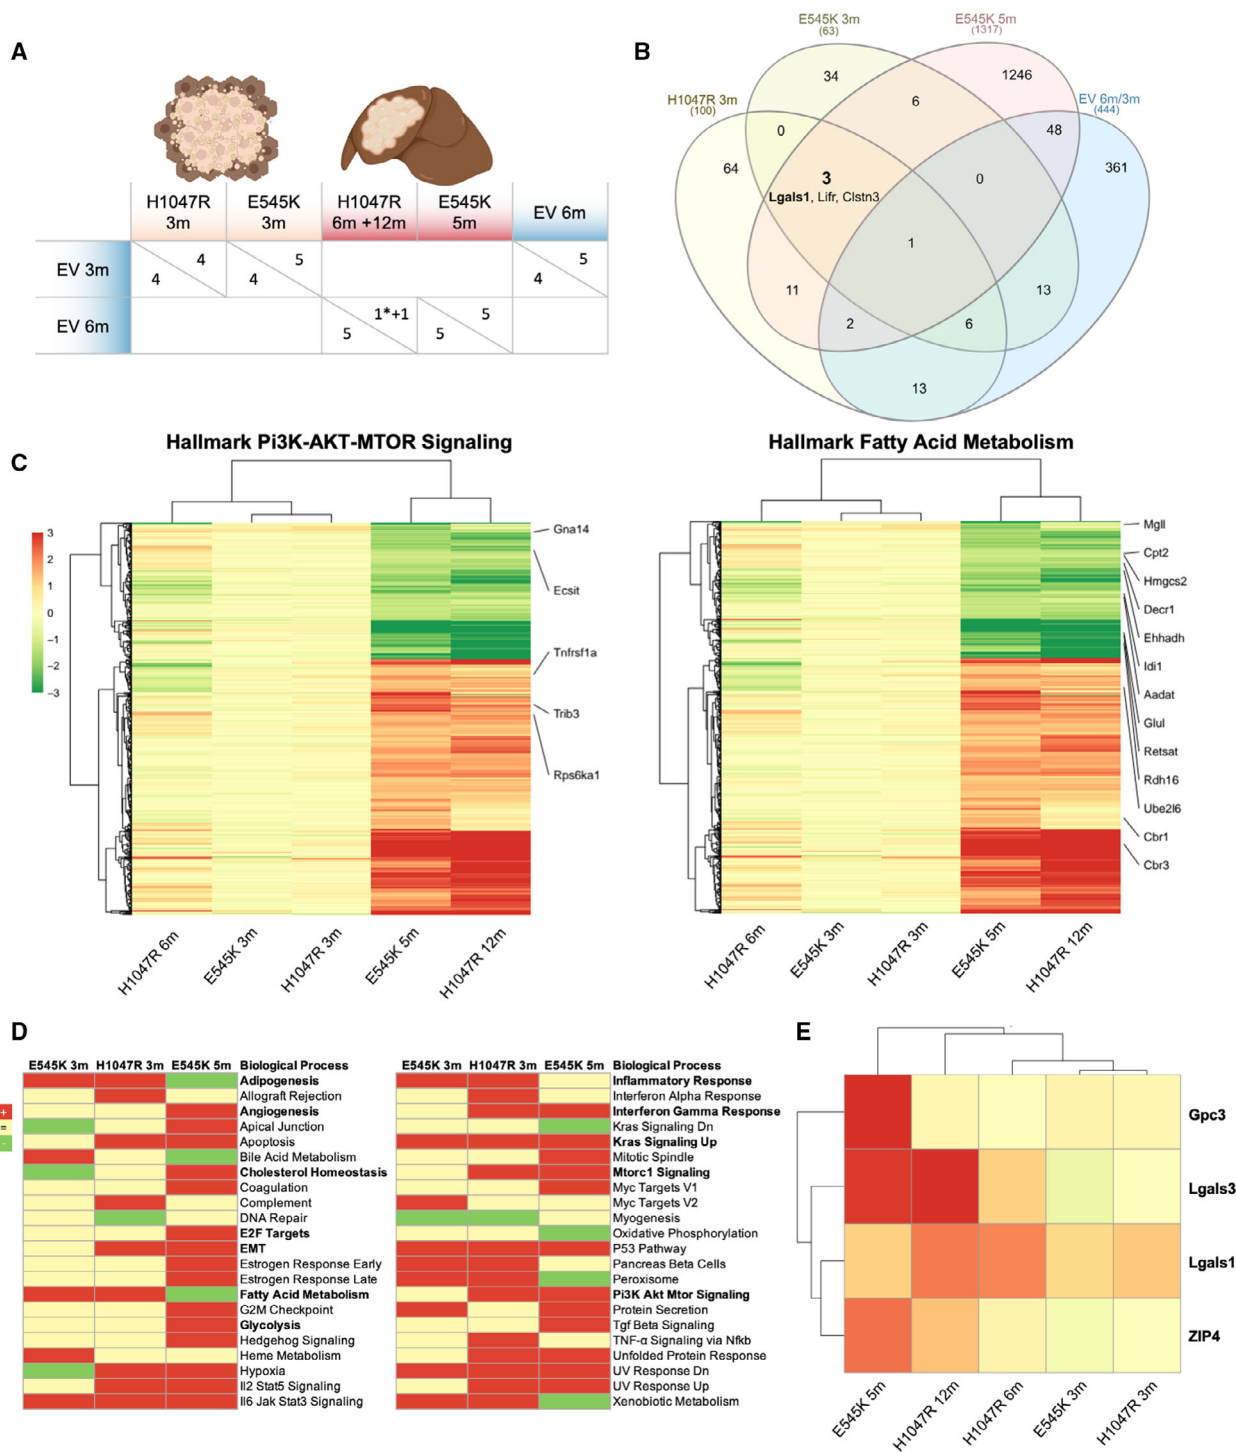 A
H1047R 3m
E545K 3m
H1047R 6m +12m
E545K 5m
EV 6m
EV 3m
4
4
5
4
5
4
EV 6m
1*+1
5
5
5
B
E545K 3m
(63)
E545K 5m
(1317)
H1047R 3m
(100)
EV 6m/3m
(444)
34
1246
6
0
48
64
3
0
361
Lgals1, Lifr, Clstn3
1
11
13
2
6
13
C
Hallmark Pi3K-AKT-MTOR Signaling
3
2
1
0
−1
−2
−3
Gna14
Ecsit
Tnfrsf1a
Trib3
Rps6ka1
H1047R 6m
E545K 3m
H1047R 3m
E545K 5m
H1047R 12m
Hallmark Fatty Acid Metabolism
Mgll
Cpt2
Hmgcs2
Decr1
Ehhadh
Idi1
Aadat
Glul
Retsat
Rdh16
Ube2l6
Cbr1
Cbr3
H1047R 6m
E545K 3m
H1047R 3m
E545K 5m
H1047R 12m
D
+
=
-
E545K 3m H1047R 3m E545K 5m Biological Process
Adipogenesis
Allograft Rejection
Angiogenesis
Apical Junction
Apoptosis
Bile Acid Metabolism
Cholesterol Homeostasis
Coagulation
Complement
DNA Repair
E2F Targets
EMT
Estrogen Response Early
Estrogen Response Late
Fatty Acid Metabolism
G2M Checkpoint
Glycolysis
Hedgehog Signaling
Heme Metabolism
Hypoxia
Il2 Stat5 Signaling
Il6 Jak Stat3 Signaling
E545K 3m H1047R 3m E545K 5m Biological Process
Inflammatory Response
Interferon Alpha Response
Interferon Gamma Response
Kras Signaling Dn
Kras Signaling Up
Mitotic Spindle
Mtorc1 Signaling
Myc Targets V1
Myc Targets V2
Myogenesis
Oxidative Phosphorylation
P53 Pathway
Pancreas Beta Cells
Peroxisome
Pi3K Akt Mtor Signaling
Protein Secretion
Tgf Beta Signaling
TNF-α Signaling via Nfkb
Unfolded Protein Response
UV Response Dn
UV Response Up
Xenobiotic Metabolism
E
Gpc3
Lgals3
Lgals1
ZIP4
E545K 5m
H1047R 12m
H1047R 6m
E545K 3m
H1047R 3m